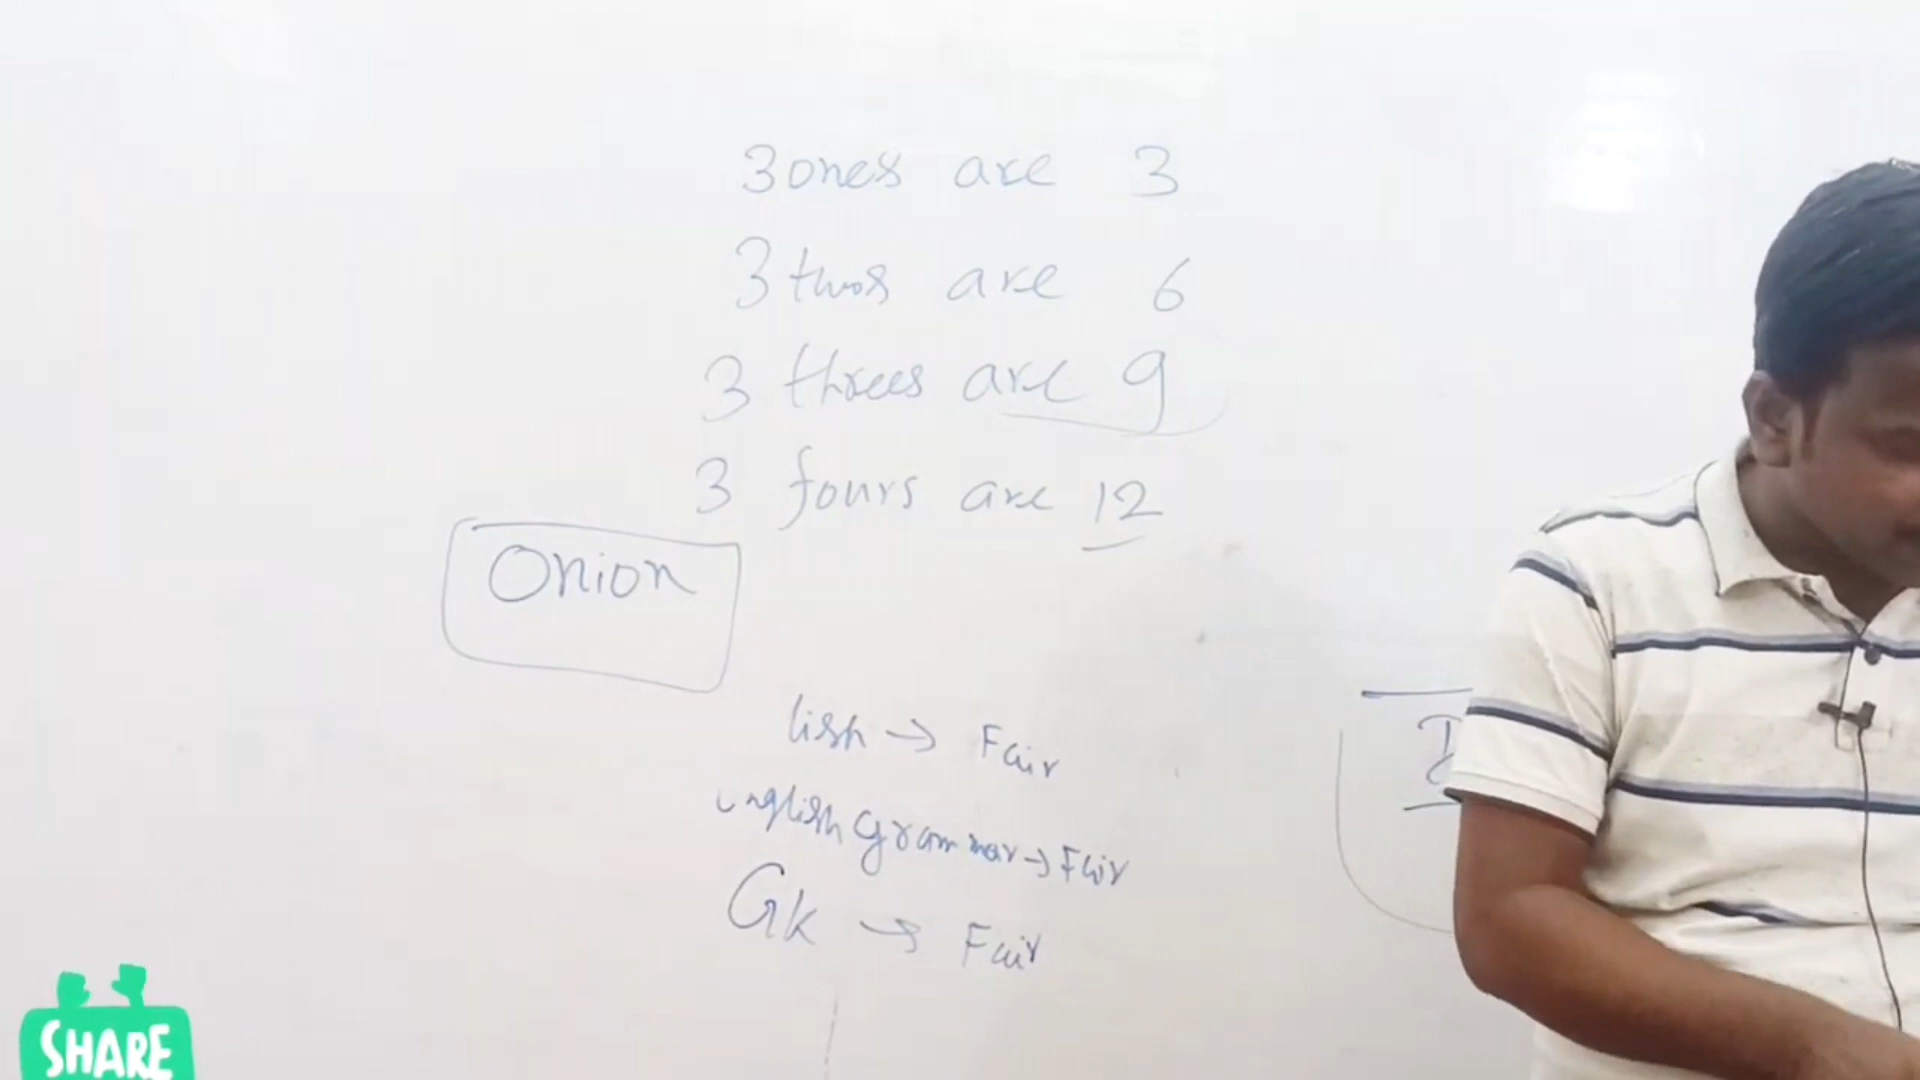 3 ones are 3
3 twos are 6
3 threes are 9
3 fours are 12
Onion
lish → Fair
English Grammar → Fair
Gk → Fair
SHARE